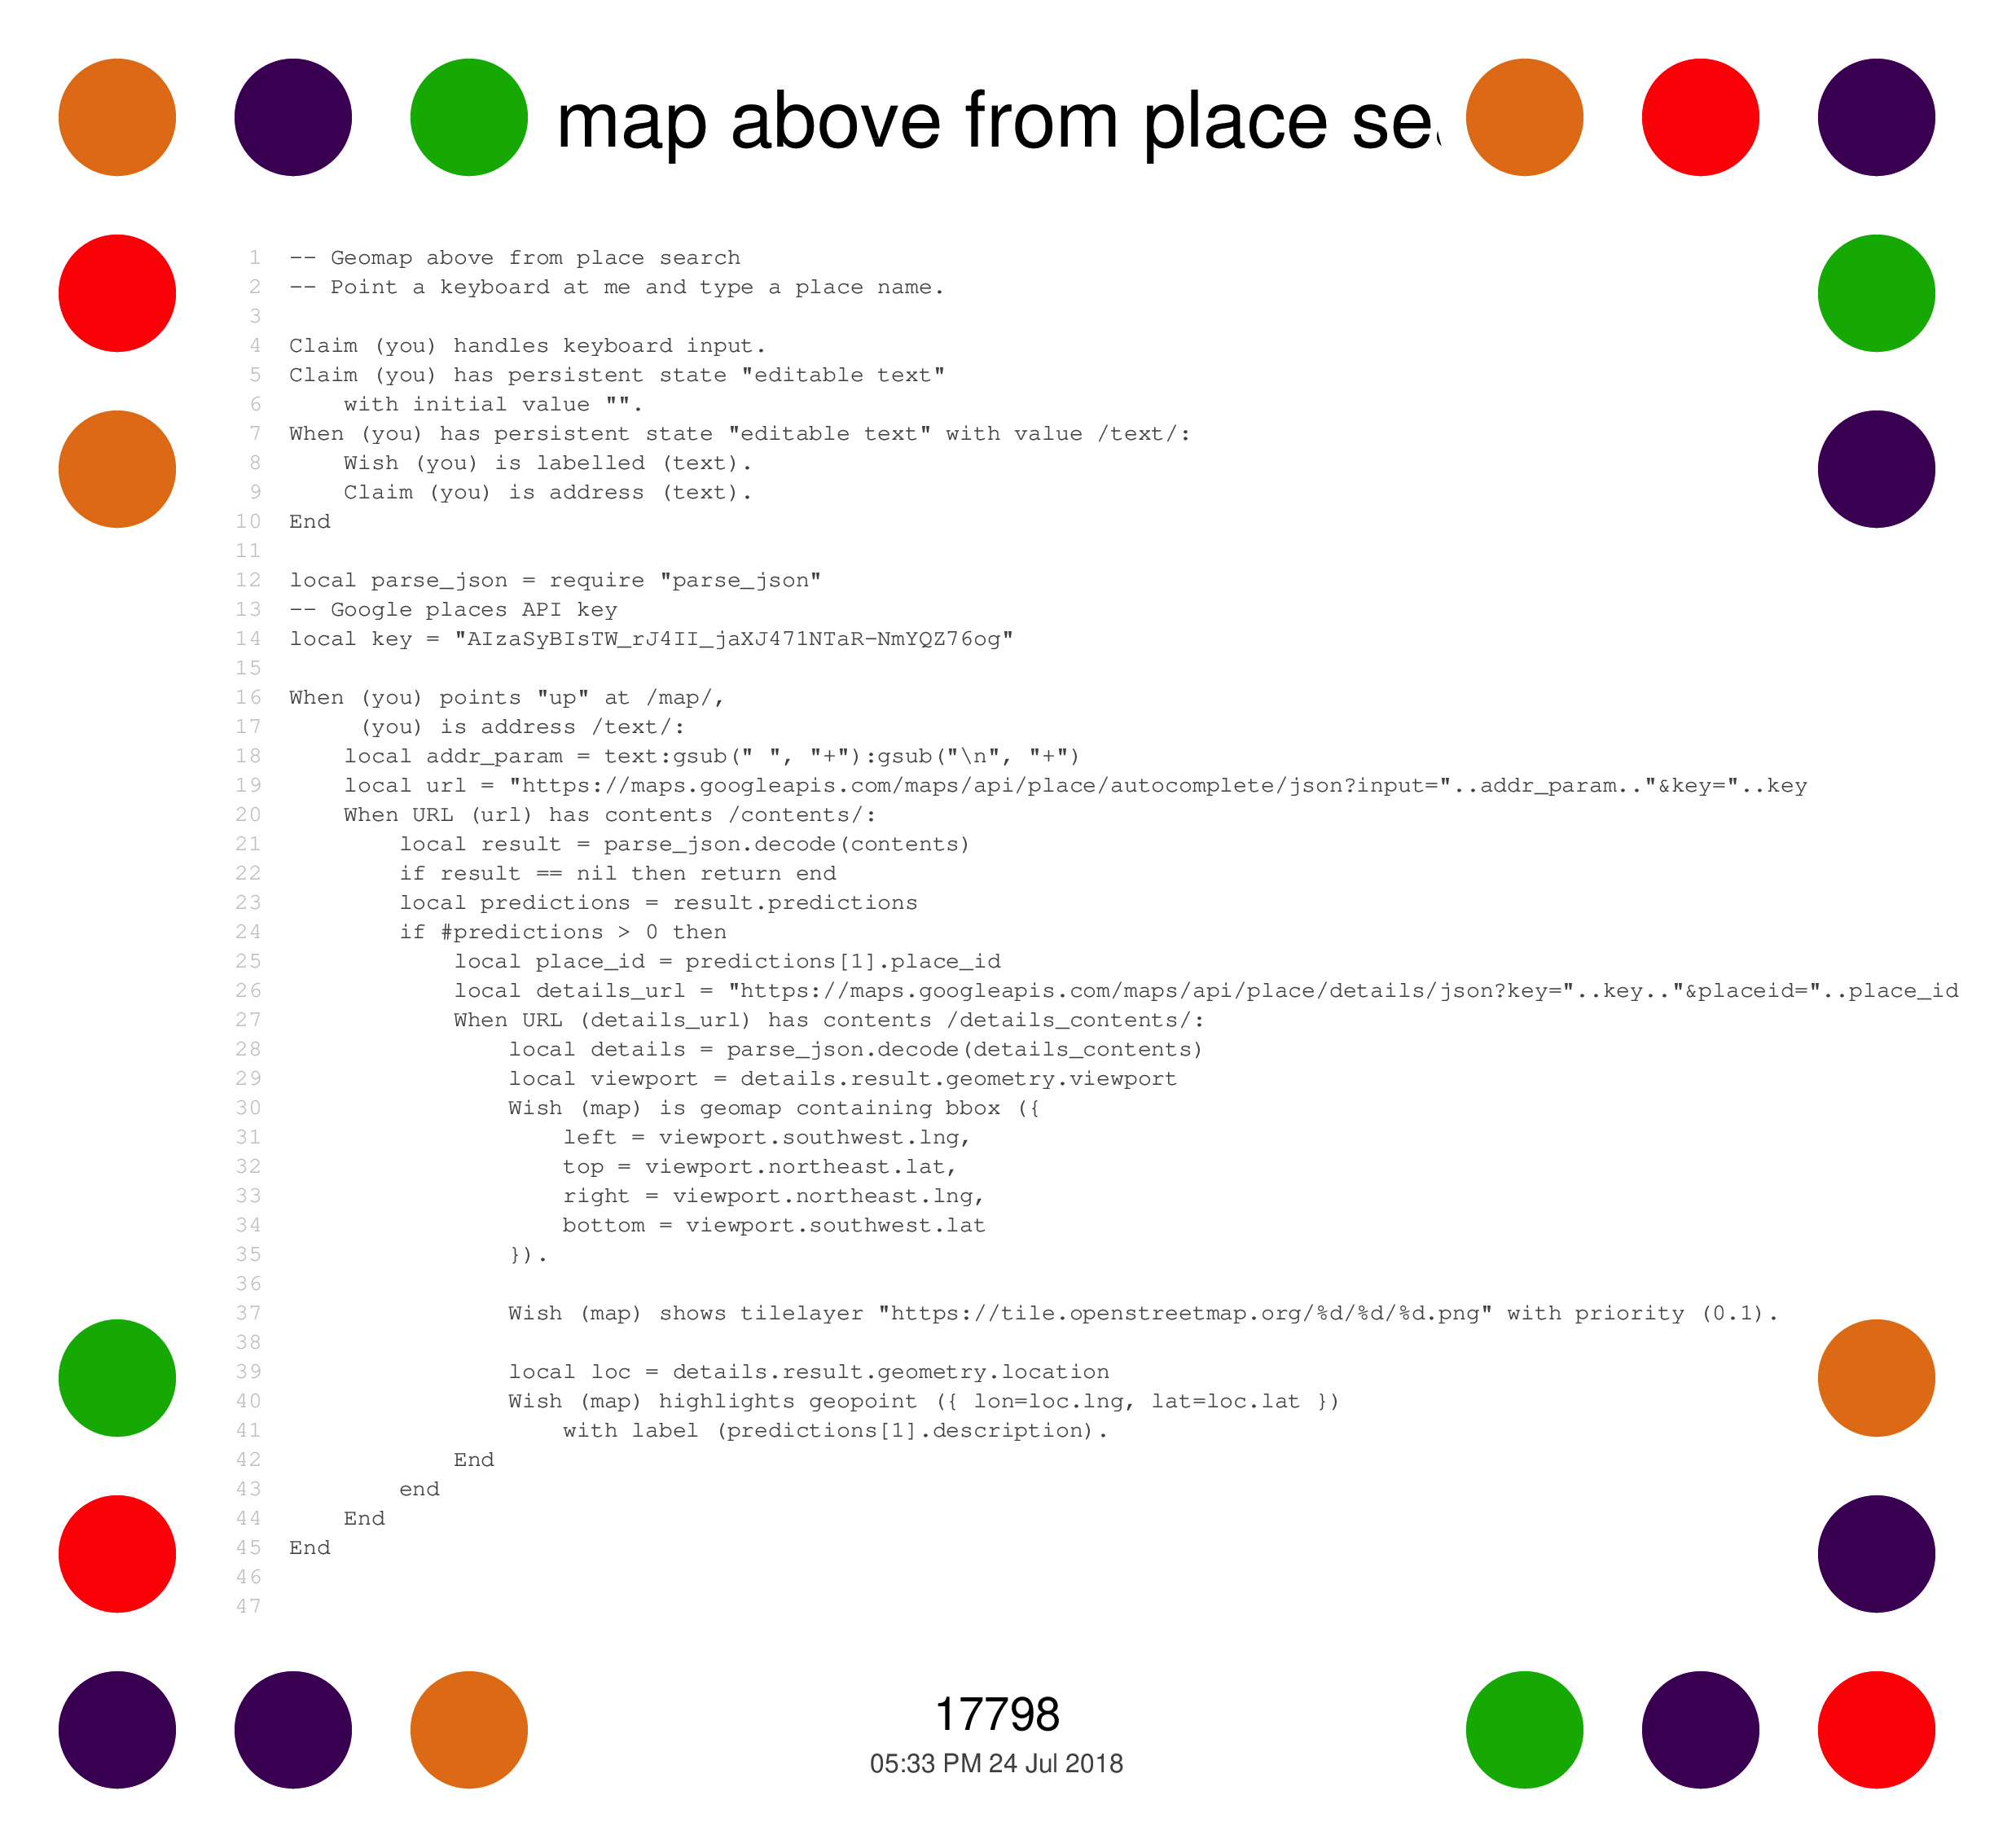 map above from place se
1 -- Geomap above from place search
2 -- Point a keyboard at me and type a place name.
3
4 Claim (you) handles keyboard input.
5 Claim (you) has persistent state "editable text"
6     with initial value "".
7 When (you) has persistent state "editable text" with value /text/:
8     Wish (you) is labelled (text).
9     Claim (you) is address (text).
10 End
11
12 local parse_json = require "parse_json"
13 -- Google places API key
14 local key = "AIzaSyBIsTW_rJ4II_jaXJ471NTaR-NmYQZ76og"
15
16 When (you) points "up" at /map/,
17      (you) is address /text/:
18     local addr_param = text:gsub(" ", "+"):gsub("\n", "+")
19     local url = "https://maps.googleapis.com/maps/api/place/autocomplete/json?input="..addr_param.."&key="..key
20     When URL (url) has contents /contents/:
21         local result = parse_json.decode(contents)
22         if result == nil then return end
23         local predictions = result.predictions
24         if #predictions > 0 then
25             local place_id = predictions[1].place_id
26             local details_url = "https://maps.googleapis.com/maps/api/place/details/json?key="..key.."&placeid="..place_id
27             When URL (details_url) has contents /details_contents/:
28                 local details = parse_json.decode(details_contents)
29                 local viewport = details.result.geometry.viewport
30                 Wish (map) is geomap containing bbox ({
31                     left = viewport.southwest.lng,
32                     top = viewport.northeast.lat,
33                     right = viewport.northeast.lng,
34                     bottom = viewport.southwest.lat
35                 }).
36
37                 Wish (map) shows tilelayer "https://tile.openstreetmap.org/%d/%d/%d.png" with priority (0.1).
38
39                 local loc = details.result.geometry.location
40                 Wish (map) highlights geopoint ({ lon=loc.lng, lat=loc.lat })
41                     with label (predictions[1].description).
42             End
43         end
44     End
45 End
46
47
17798
05:33 PM 24 Jul 2018